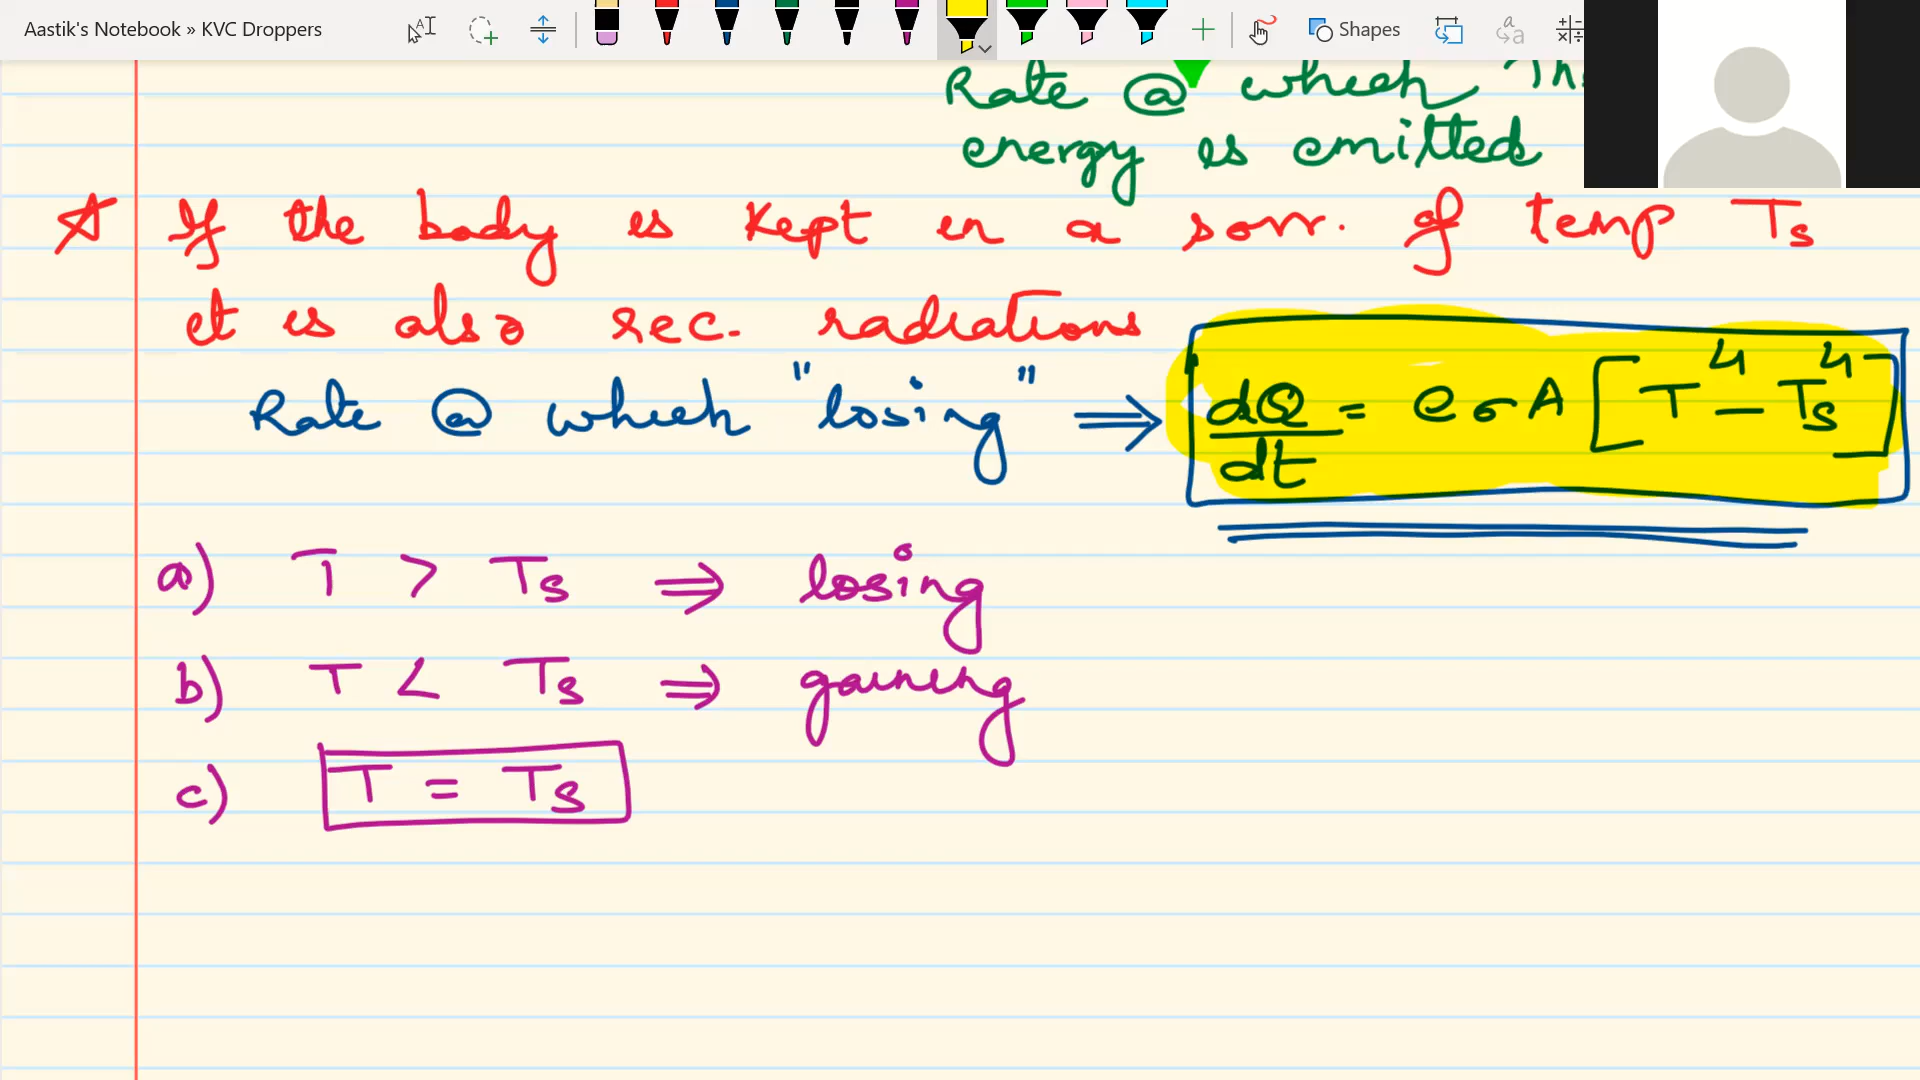 Aastik's Notebook » KVC Droppers
Shapes
Rate @ which
energy is emitted
If the body is kept in a sorr. of temp Ts
it is also rec. radiations
Rate @ which "losing" ⇒ dQ/dt = eσA [T⁴ - Ts⁴]
a) T > Ts ⇒ losing
b) T < Ts ⇒ gaining
c) T = Ts